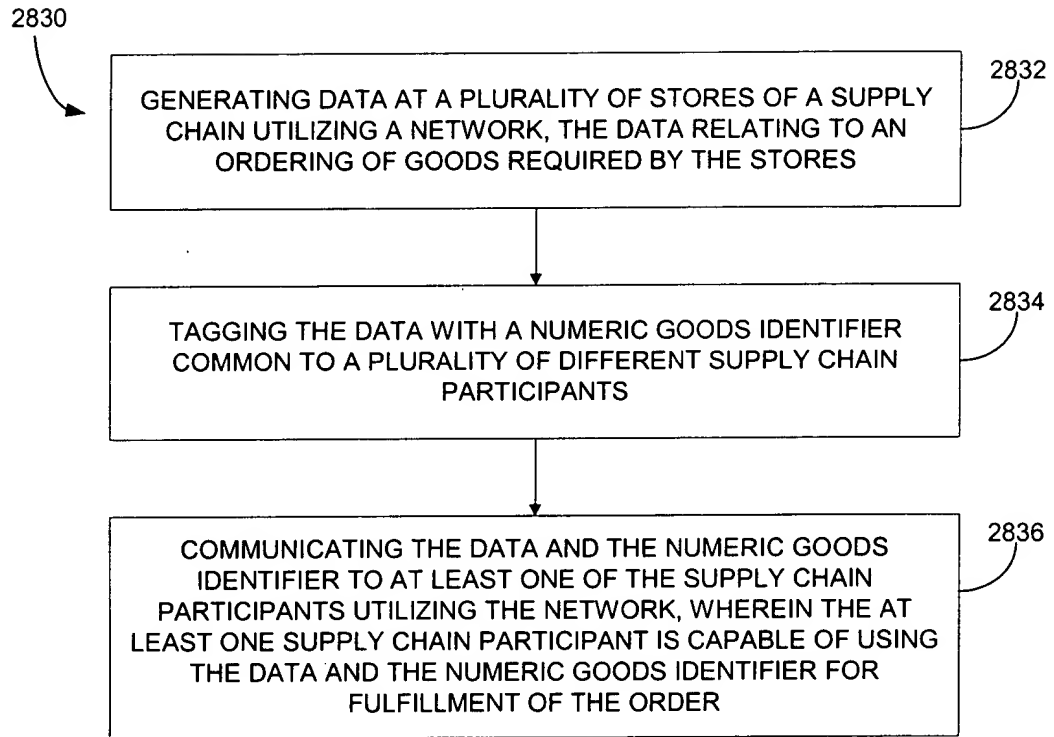 2830
2832
GENERATING DATA AT A PLURALITY OF STORES OF A SUPPLY
CHAIN UTILIZING A NETWORK, THE DATA RELATING TO AN
ORDERING OF GOODS REQUIRED BY THE STORES
2834
TAGGING THE DATA WITH A NUMERIC GOODS IDENTIFIER
COMMON TO A PLURALITY OF DIFFERENT SUPPLY CHAIN
PARTICIPANTS
2836
COMMUNICATING THE DATA AND THE NUMERIC GOODS
IDENTIFIER TO AT LEAST ONE OF THE SUPPLY CHAIN
PARTICIPANTS UTILIZING THE NETWORK, WHEREIN THE AT
LEAST ONE SUPPLY CHAIN PARTICIPANT IS CAPABLE OF USING
THE DATA AND THE NUMERIC GOODS IDENTIFIER FOR
FULFILLMENT OF THE ORDER